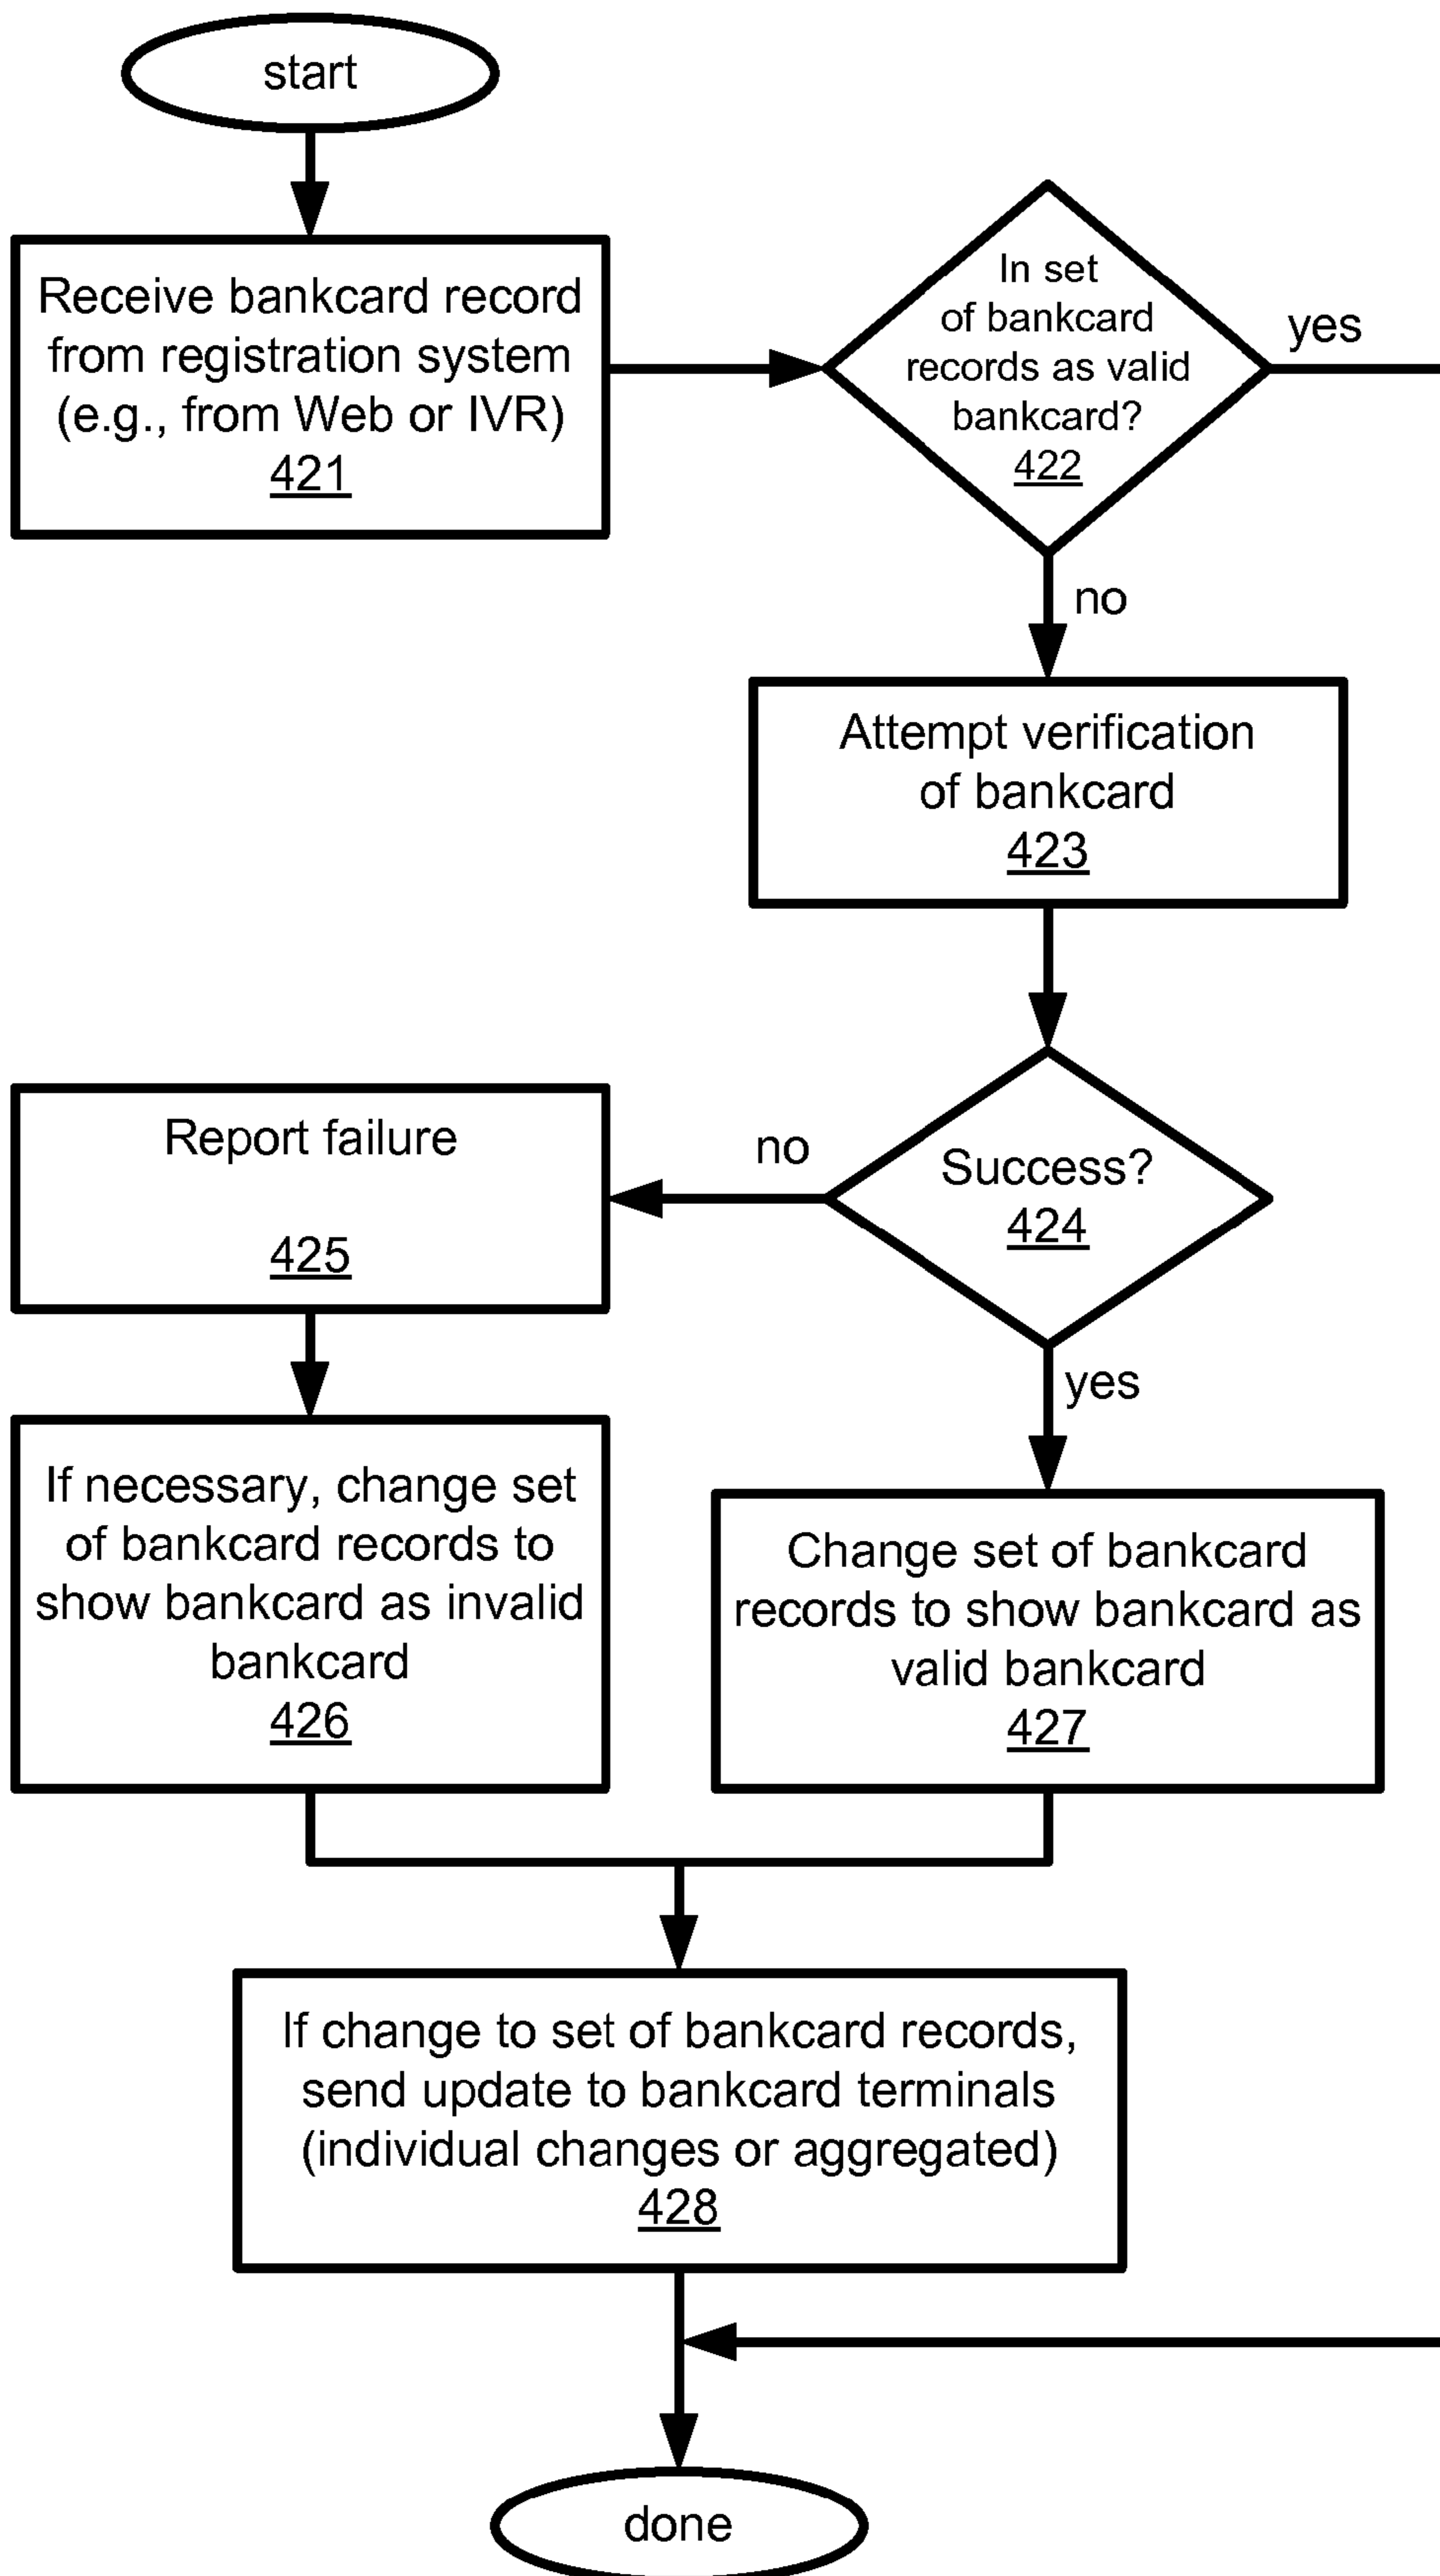 start
Receive bankcard record
from registration system
(e.g., from Web or IVR)
421
In set
of bankcard
records as valid
bankcard?
422
yes
no
Attempt verification
of bankcard
423
Success?
424
no
yes
Report failure
425
If necessary, change set
of bankcard records to
show bankcard as invalid
bankcard
426
Change set of bankcard
records to show bankcard as
valid bankcard
427
If change to set of bankcard records,
send update to bankcard terminals
(individual changes or aggregated)
428
done